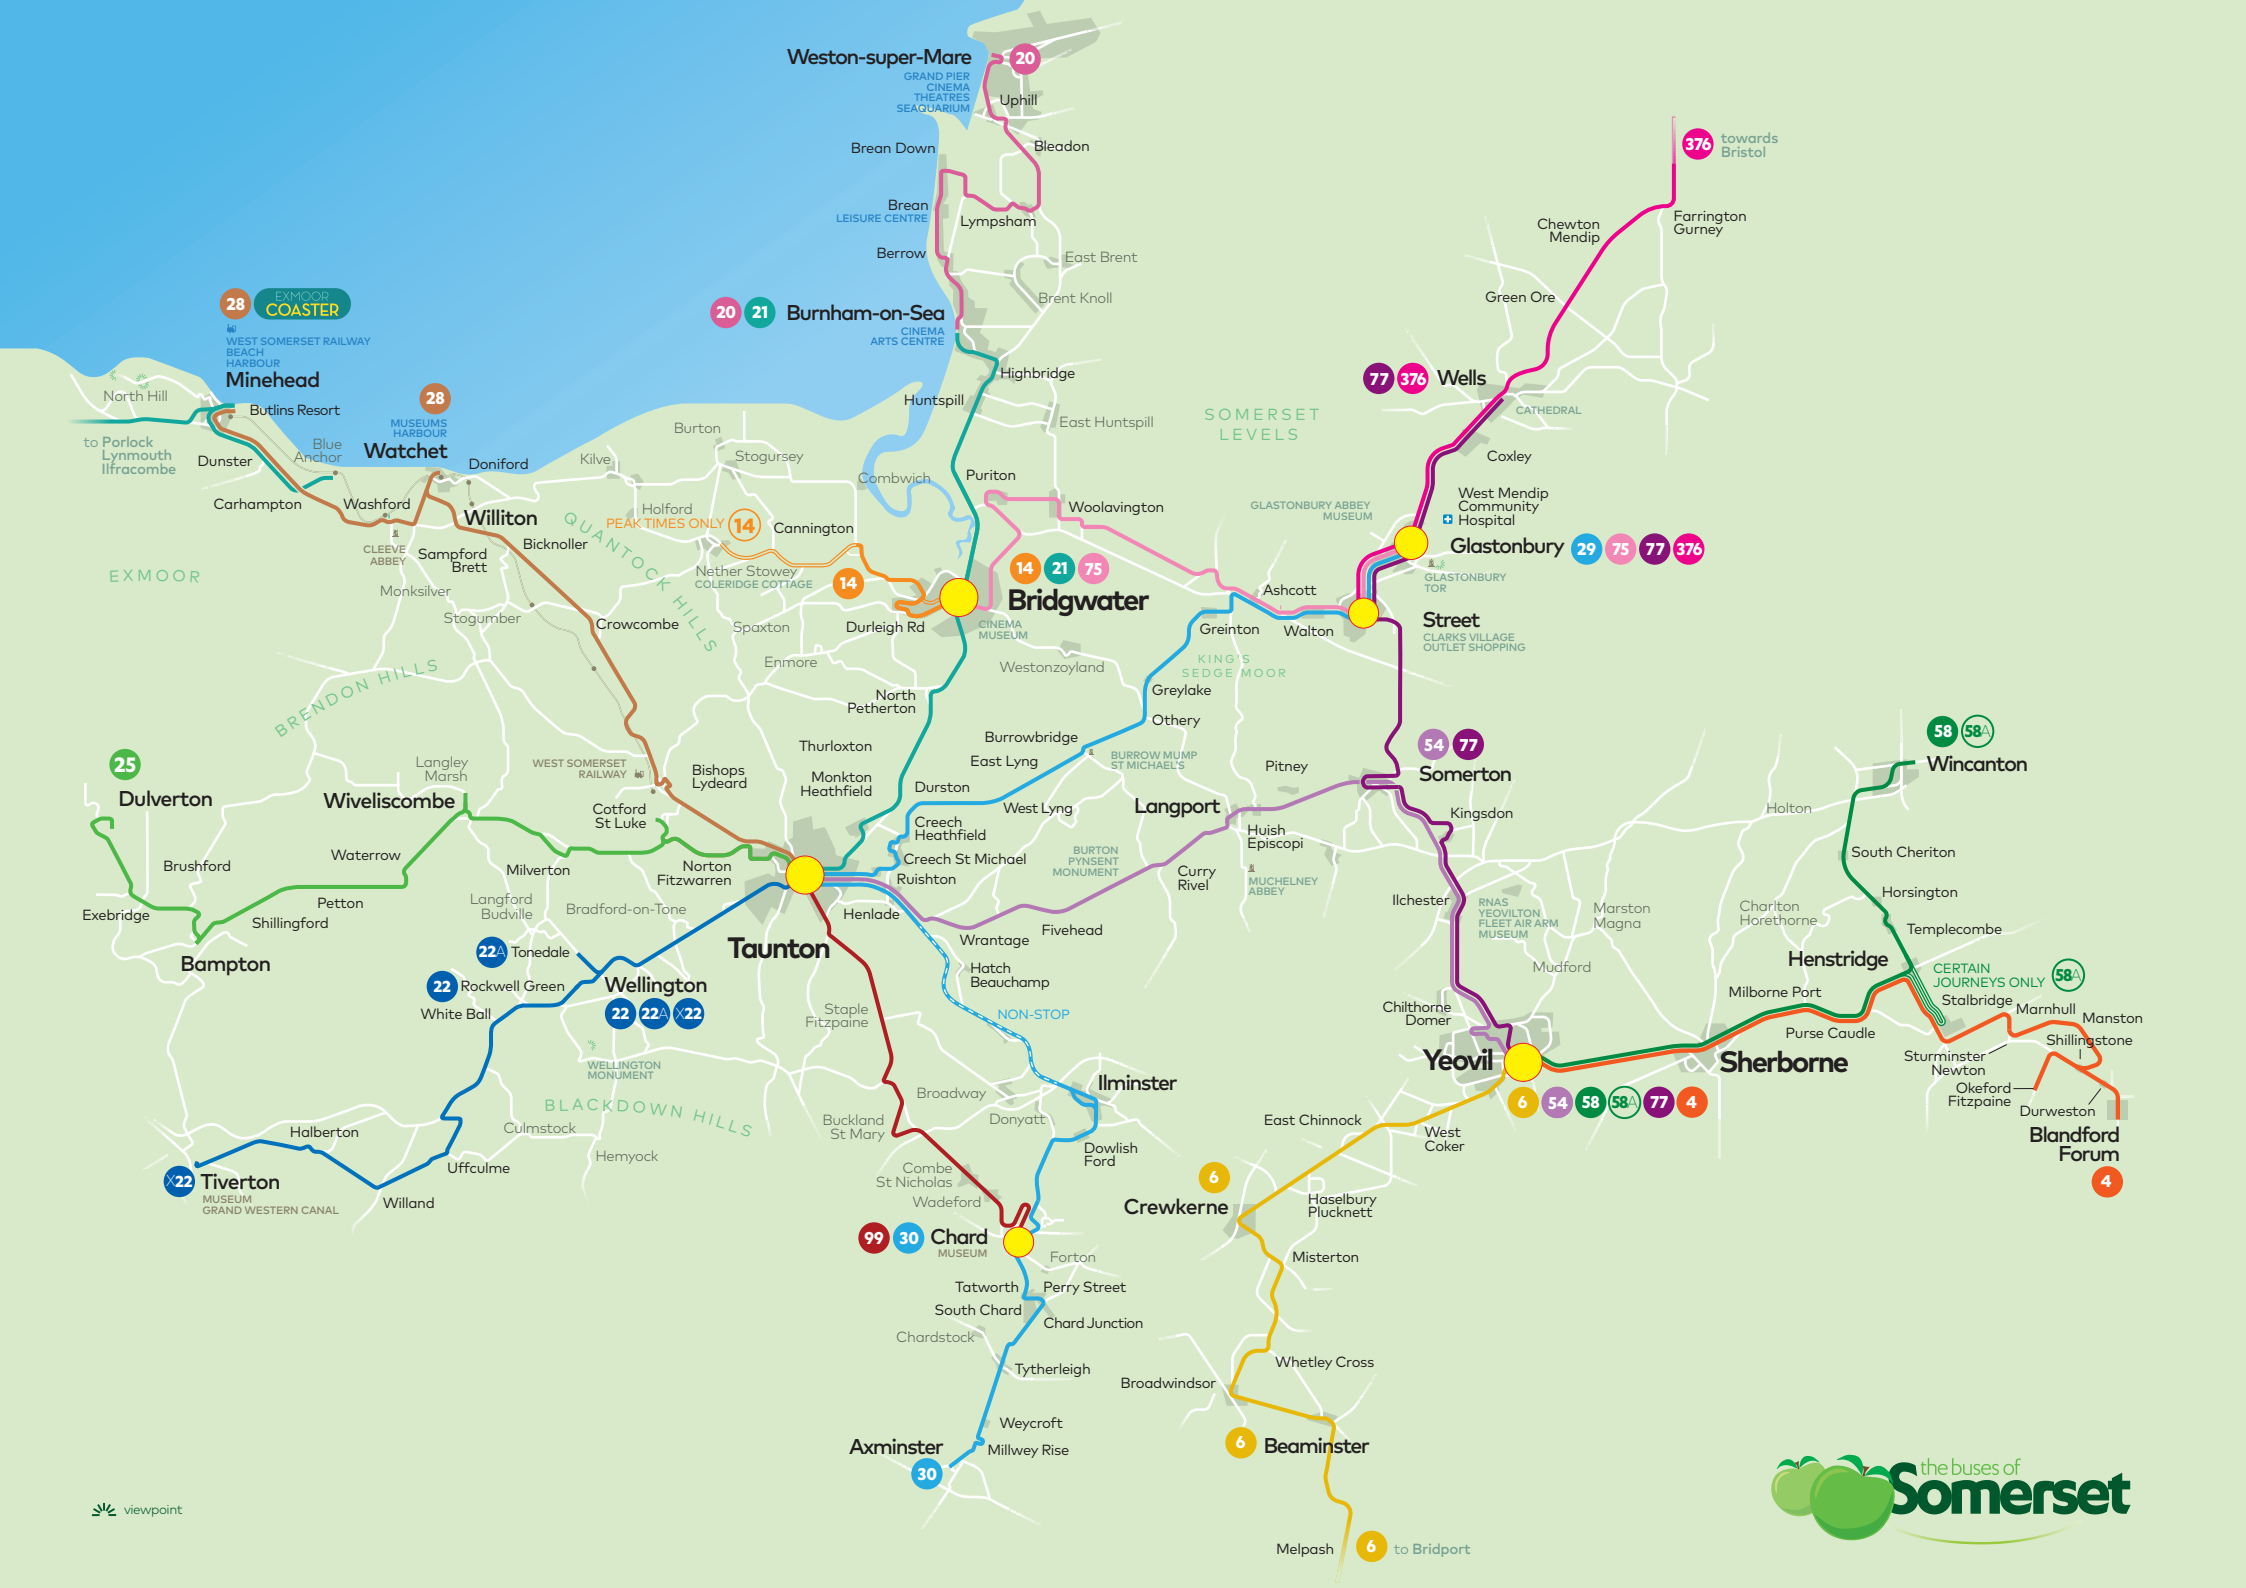 Weston-super-Mare
20
GRAND PIER
CINEMA
THEATRES
SEAQUARIUM
Uphill
Brean Down
Bleadon
376
towards
Bristol
Brean
LEISURE CENTRE
Lympsham
Chewton
Mendip
Farrington
Gurney
Berrow
East Brent
28
EXMOOR
COASTER
WEST SOMERSET RAILWAY
BEACH
HARBOUR
Minehead
20
21
Burnham-on-Sea
CINEMA
ARTS CENTRE
Brent Knoll
Green Ore
North Hill
Butlins Resort
28
MUSEUMS
HARBOUR
Watchet
Highbridge
Huntspill
77
376
Wells
CATHEDRAL
SOMERSET
LEVELS
East Huntspill
to Porlock
Lynmouth
Ilfracombe
Dunster
Blue
Anchor
Doniford
Kilve
Burton
Stogursey
Combwich
Puriton
Coxley
Carhampton
Washford
Williton
Holford
PEAK TIMES ONLY
14
Cannington
Woolavington
GLASTONBURY ABBEY
MUSEUM
West Mendip
Community
Hospital
QUANTOCK HILLS
CLEEVE
ABBEY
Sampford
Brett
Bicknoller
Glastonbury
29
75
77
376
EXMOOR
Monksilver
Nether Stowey
COLERIDGE COTTAGE
14
14
21
75
Bridgwater
GLASTONBURY
TOR
Ashcott
Stogumber
Crowcombe
Spaxton
Durleigh Rd
CINEMA
MUSEUM
Greinton
Walton
Street
CLARKS VILLAGE
OUTLET SHOPPING
BRENDON HILLS
Enmore
Westonzoyland
KING'S
SEDGE MOOR
North
Petherton
Greylake
Othery
25
Dulverton
Langley
Marsh
WEST SOMERSET
RAILWAY
Bishops
Lydeard
Thurloxton
Burrowbridge
East Lyng
BURROW MUMP
ST MICHAEL'S
54
77
Somerton
58
58A
Wincanton
Wiveliscombe
Cotford
St Luke
Monkton
Heathfield
Durston
West Lyng
Pitney
Langport
Kingsdon
Holton
Creech
Heathfield
Huish
Episcopi
Brushford
Waterrow
Milverton
Norton
Fitzwarren
Creech St Michael
Ruishton
BURTON
PYNSENT
MONUMENT
Curry
Rivel
MUCHELNEY
ABBEY
South Cheriton
Exebridge
Petton
Shillingford
Langford
Budville
Bradford-on-Tone
Henlade
Wrantage
Fivehead
Ilchester
RNAS
YEOVILTON
FLEET AIR ARM
MUSEUM
Marston
Magna
Charlton
Horethorne
Horsington
Templecombe
Bampton
22A
Tonedale
Taunton
Hatch
Beauchamp
Mudford
Henstridge
CERTAIN
JOURNEYS ONLY
58A
22
Rockwell Green
Wellington
22
22A
X22
White Ball
Staple
Fitzpaine
NON-STOP
Chilthorne
Domer
Milborne Port
Stalbridge
Marnhull
Manston
Purse Caudle
Shillingstone
WELLINGTON
MONUMENT
Yeovil
Sherborne
Sturminster
Newton
BLACKDOWN HILLS
Broadway
Ilminster
6
54
58
58A
77
4
Okeford
Fitzpaine
Durweston
Halberton
Culmstock
Buckland
St Mary
Donyatt
East Chinnock
West
Coker
Blandford
Forum
4
Hemyock
Dowlish
Ford
X22
Tiverton
MUSEUM
GRAND WESTERN CANAL
Uffculme
Willand
Combe
St Nicholas
Wadeford
6
Crewkerne
Haselbury
Plucknett
99
30
Chard
MUSEUM
Forton
Misterton
Tatworth
Perry Street
South Chard
Chard Junction
Chardstock
Tytherleigh
Whetley Cross
Broadwindsor
Weycroft
Axminster
30
Millwey Rise
6
Beaminster
viewpoint
Melpash
6
to Bridport
the buses of
Somerset